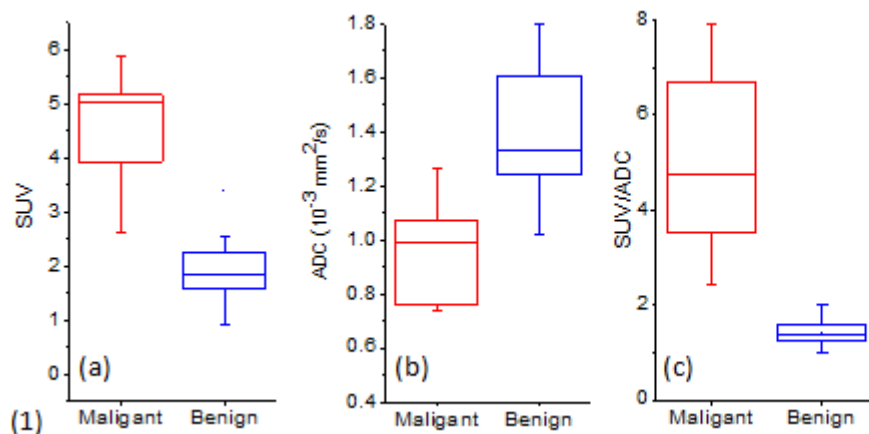 6
5
4
3
2
1
0
SUV
(a)
Maligant
Benign
(1)
1.8
1.6
1.4
1.2
1.0
0.8
0.6
0.4
ADC (10⁻³ mm²/s)
(b)
Maligant
Benign
8
6
4
2
0
SUV/ADC
(c)
Maligant
Benign